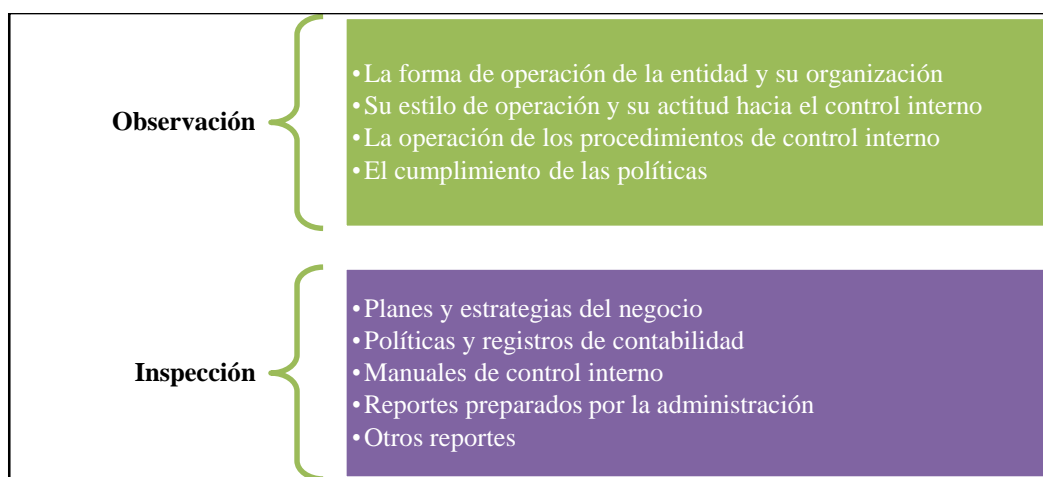 Observación
•La forma de operación de la entidad y su organización
•Su estilo de operación y su actitud hacia el control interno
•La operación de los procedimientos de control interno
•El cumplimiento de las políticas
Inspección
•Planes y estrategias del negocio
•Políticas y registros de contabilidad
•Manuales de control interno
•Reportes preparados por la administración
•Otros reportes